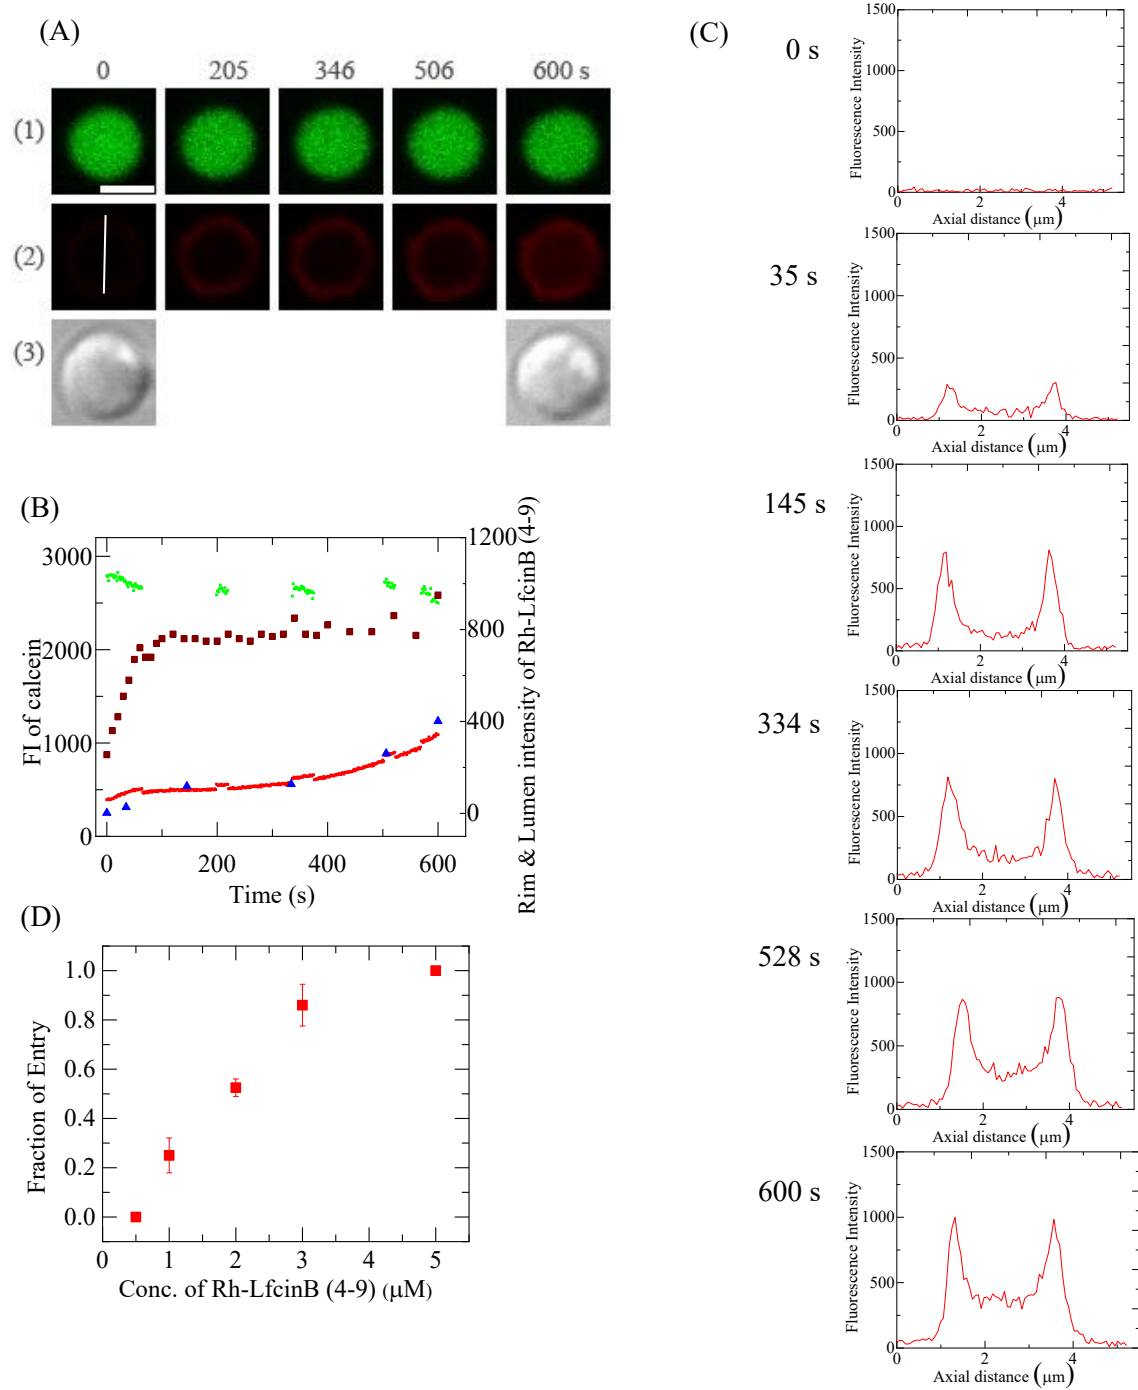 (A)
0 205 346 506 600 s
(1)
(2)
(3)
(B)
3000
2000
1000
0
FI of calcein
1200
800
400
0
Rim & Lumen intensity of Rh-LfcinB (4-9)
0 200 400 600
Time (s)
(D)
1.0
0.8
0.6
0.4
0.2
0.0
Fraction of Entry
0 1 2 3 4 5
Conc. of Rh-LfcinB (4-9) (μM)
(C)
0 s
1500
1000
500
0
Fluorescence Intensity
0 2 4
Axial distance (μm)
35 s
1500
1000
500
0
Fluorescence Intensity
0 2 4
Axial distance (μm)
145 s
1500
1000
500
0
Fluorescence Intensity
0 2 4
Axial distance (μm)
334 s
1500
1000
500
0
Fluorescence Intensity
0 2 4
Axial distance (μm)
528 s
1500
1000
500
0
Fluorescence Intensity
0 2 4
Axial distance (μm)
600 s
1500
1000
500
0
Fluorescence Intensity
0 2 4
Axial distance (μm)